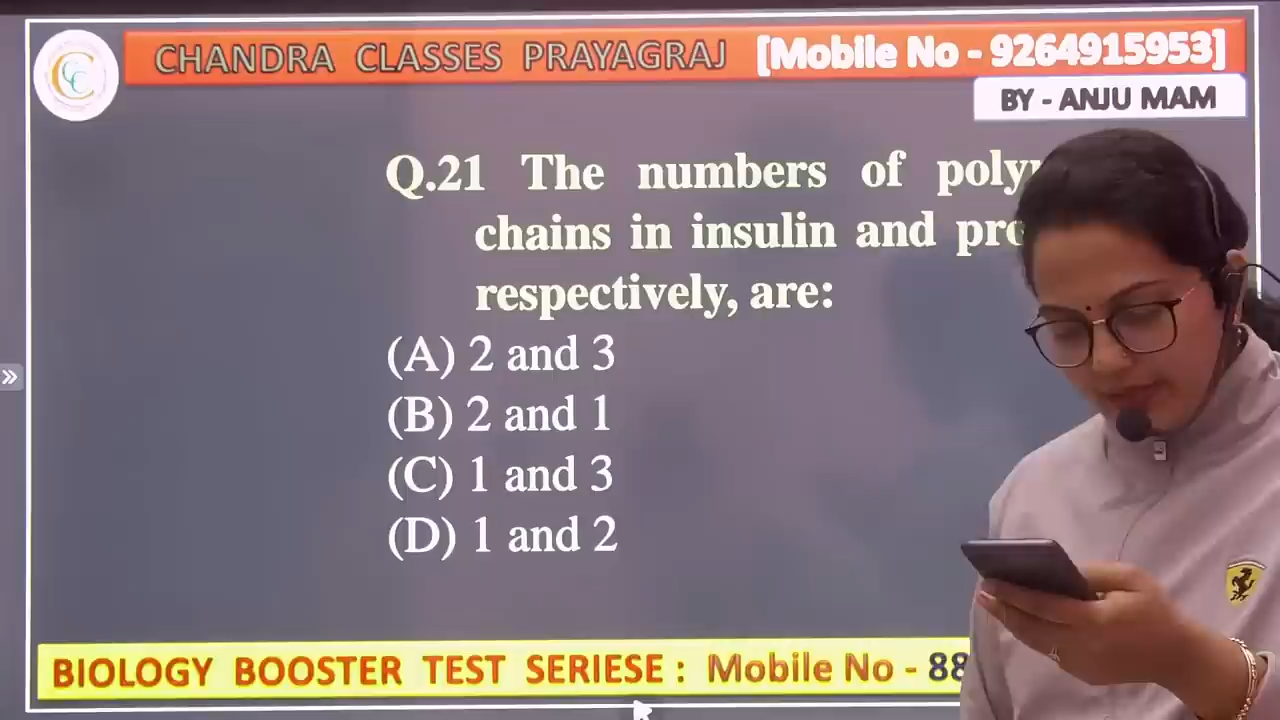 CHANDRA CLASSES PRAYAGRAJ [Mobile No - 9264915953]
BY - ANJU MAM
Q.21 The numbers of
chains in insulin and
respectively, are:
(A) 2 and 3
(B) 2 and 1
(C) 1 and 3
(D) 1 and 2
BIOLOGY BOOSTER TEST SERIESE : Mobile No - 88